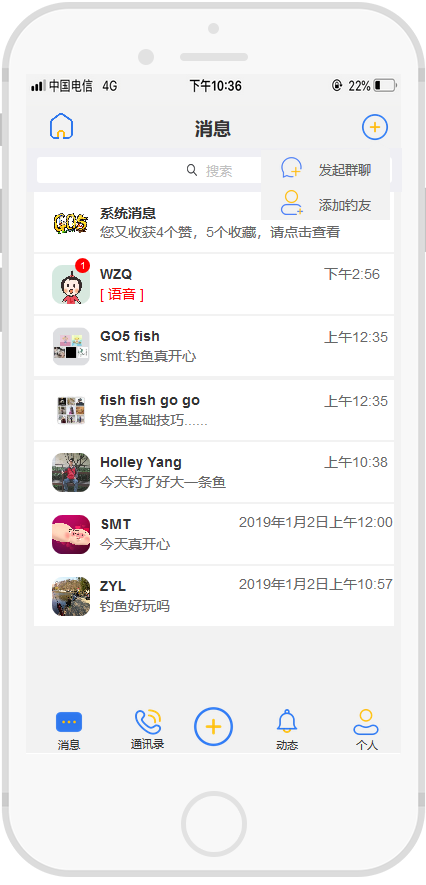 中国电信 4G 下午10:36 22%
消息
搜索
发起群聊
添加钓友
GO5
系统消息
您又收获4个赞，5个收藏，请点击查看
1
WZQ 下午2:56
[ 语音 ]
GO5 fish 上午12:35
smt:钓鱼真开心
fish fish go go 上午12:35
钓鱼基础技巧......
Holley Yang 上午10:38
今天钓了好大一条鱼
SMT 2019年1月2日上午12:00
今天真开心
ZYL 2019年1月2日上午10:57
钓鱼好玩吗
消息 通讯录 动态 个人